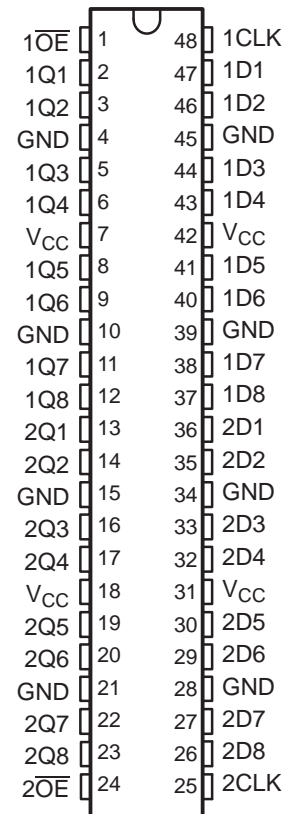 1O̅E̅ 1 48 1CLK
1Q1 2 47 1D1
1Q2 3 46 1D2
GND 4 45 GND
1Q3 5 44 1D3
1Q4 6 43 1D4
VCC 7 42 VCC
1Q5 8 41 1D5
1Q6 9 40 1D6
GND 10 39 GND
1Q7 11 38 1D7
1Q8 12 37 1D8
2Q1 13 36 2D1
2Q2 14 35 2D2
GND 15 34 GND
2Q3 16 33 2D3
2Q4 17 32 2D4
VCC 18 31 VCC
2Q5 19 30 2D5
2Q6 20 29 2D6
GND 21 28 GND
2Q7 22 27 2D7
2Q8 23 26 2D8
2O̅E̅ 24 25 2CLK